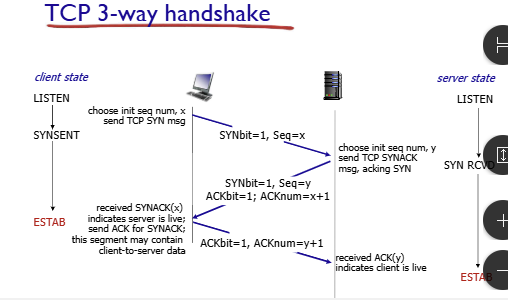 TCP 3-way handshake
client state
server state
LISTEN
LISTEN
choose init seq num, x
send TCP SYN msg
SYNSENT
SYNbit=1, Seq=x
choose init seq num, y
send TCP SYNACK
msg, acking SYN
SYN RCVD
SYNbit=1, Seq=y
ACKbit=1; ACKnum=x+1
received SYNACK(x)
indicates server is live;
send ACK for SYNACK;
this segment may contain
client-to-server data
ESTAB
ACKbit=1, ACKnum=y+1
received ACK(y)
indicates client is live
ESTAB